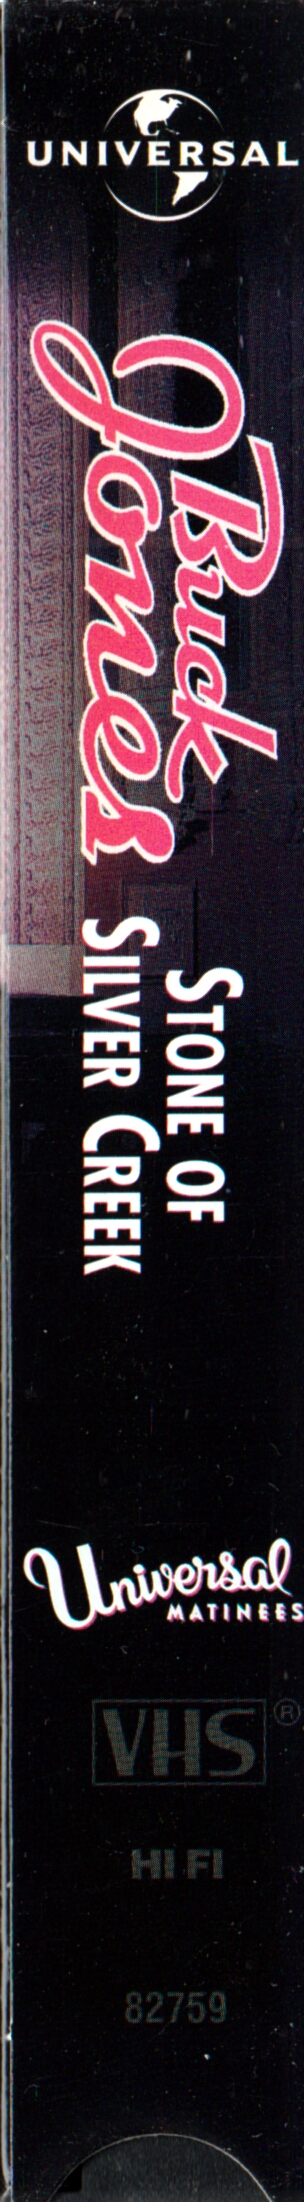 UNIVERSAL
Buck
Jones
STONE OF
SILVER CREEK
Universal
MATINEES
VHS ®
HI FI
82759